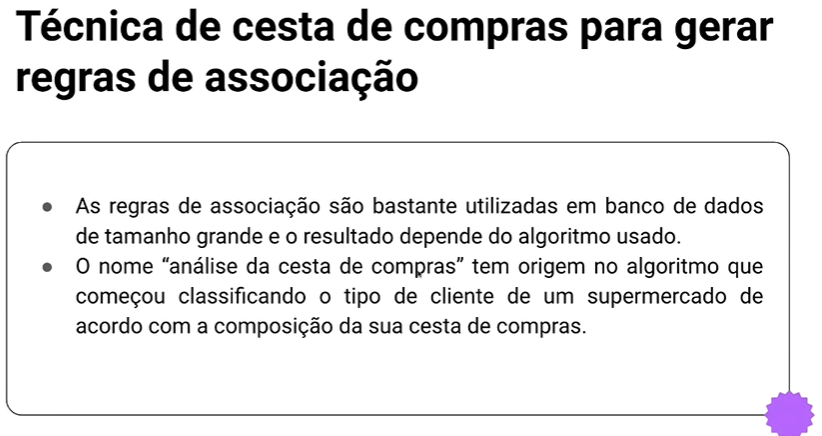 Técnica de cesta de compras para gerar
regras de associação
● As regras de associação são bastante utilizadas em banco de dados
de tamanho grande e o resultado depende do algoritmo usado.
● O nome “análise da cesta de compras” tem origem no algoritmo que
começou classificando o tipo de cliente de um supermercado de
acordo com a composição da sua cesta de compras.